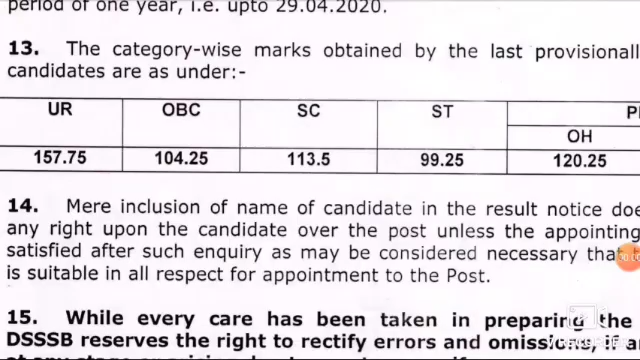 period of one year, i.e. upto 29.04.2020.
13. The category-wise marks obtained by the last provisionall
candidates are as under:-
UR OBC SC ST P
OH
157.75 104.25 113.5 99.25 120.25
14. Mere inclusion of name of candidate in the result notice doe
any right upon the candidate over the post unless the appointing
satisfied after such enquiry as may be considered necessary that
is suitable in all respect for appointment to the Post.
15. While every care has been taken in preparing the
DSSSB reserves the right to rectify errors and omissions, if a